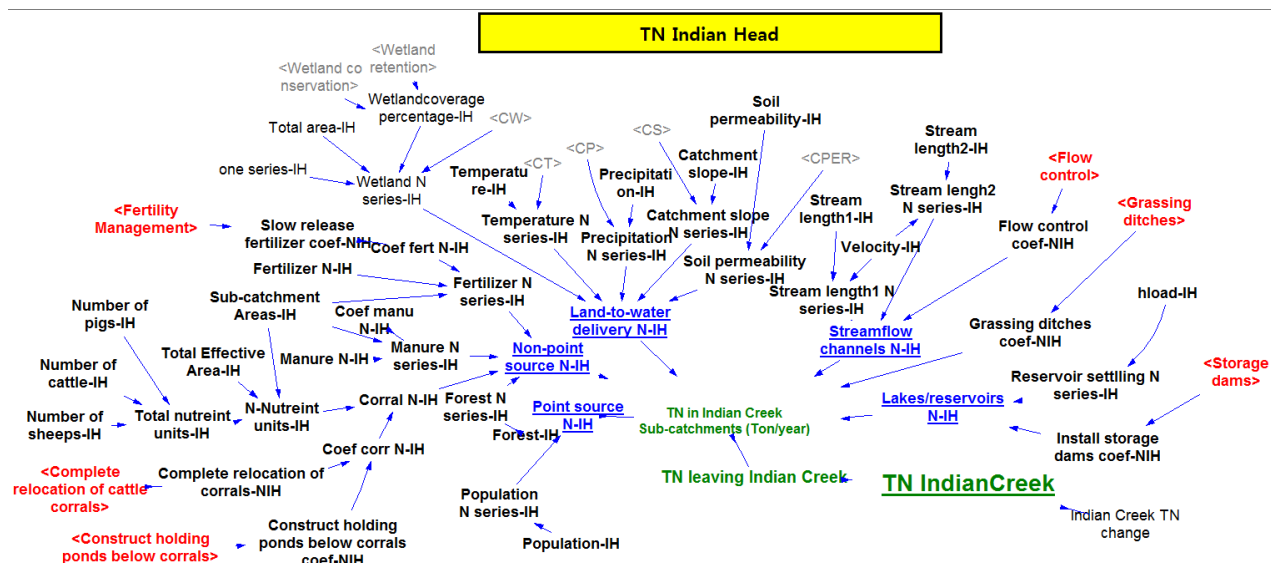 TN Indian Head
<Wetland
retention>
<Wetland co
nservation>
Wetlandcoverage
percentage-IH
Total area-IH
<CW>
one series-IH
Wetland N
series-IH
Soil
permeability-IH
<CS>
<CP>
<CT>
Temperatu
re-IH
Precipitati
on-IH
Catchment
slope-IH
<CPER>
Stream
length2-IH
<Flow
control>
<Fertility
Management>
Slow release
fertilizer coef-NIH
Coef fert N-IH
Temperature N
series-IH
Precipitation
N series-IH
Catchment slope
N series-IH
Stream
length1-IH
Stream lengh2
N series-IH
Flow control
coef-NIH
<Grassing
ditches>
Velocity-IH
Fertilizer N-IH
Fertilizer N
series-IH
Soil permeability
N series-IH
Stream length1 N
series-IH
hload-IH
Number of
pigs-IH
Sub-catchment
Areas-IH
Coef manu
N-IH
Land-to-water
delivery N-IH
Streamflow
channels N-IH
Grassing ditches
coef-NIH
Number of
cattle-IH
Total Effective
Area-IH
Manure N-IH
Manure N
series-IH
Non-point
source N-IH
<Storage
dams>
Reservoir settlling N
series-IH
Number of
sheeps-IH
Total nutreint
units-IH
N-Nutreint
units-IH
Corral N-IH
Forest N
series-IH
Forest-IH
Point source
N-IH
TN in Indian Creek
Sub-catchments (Ton/year)
Lakes/reservoirs
N-IH
Install storage
dams coef-NIH
Coef corr N-IH
<Complete
relocation of cattle
corrals>
Complete relocation of
corrals-NIH
TN leaving Indian Creek
TN IndianCreek
Population
N series-IH
Indian Creek TN
change
<Construct holding
ponds below corrals>
Construct holding
ponds below corrals
coef-NIH
Population-IH